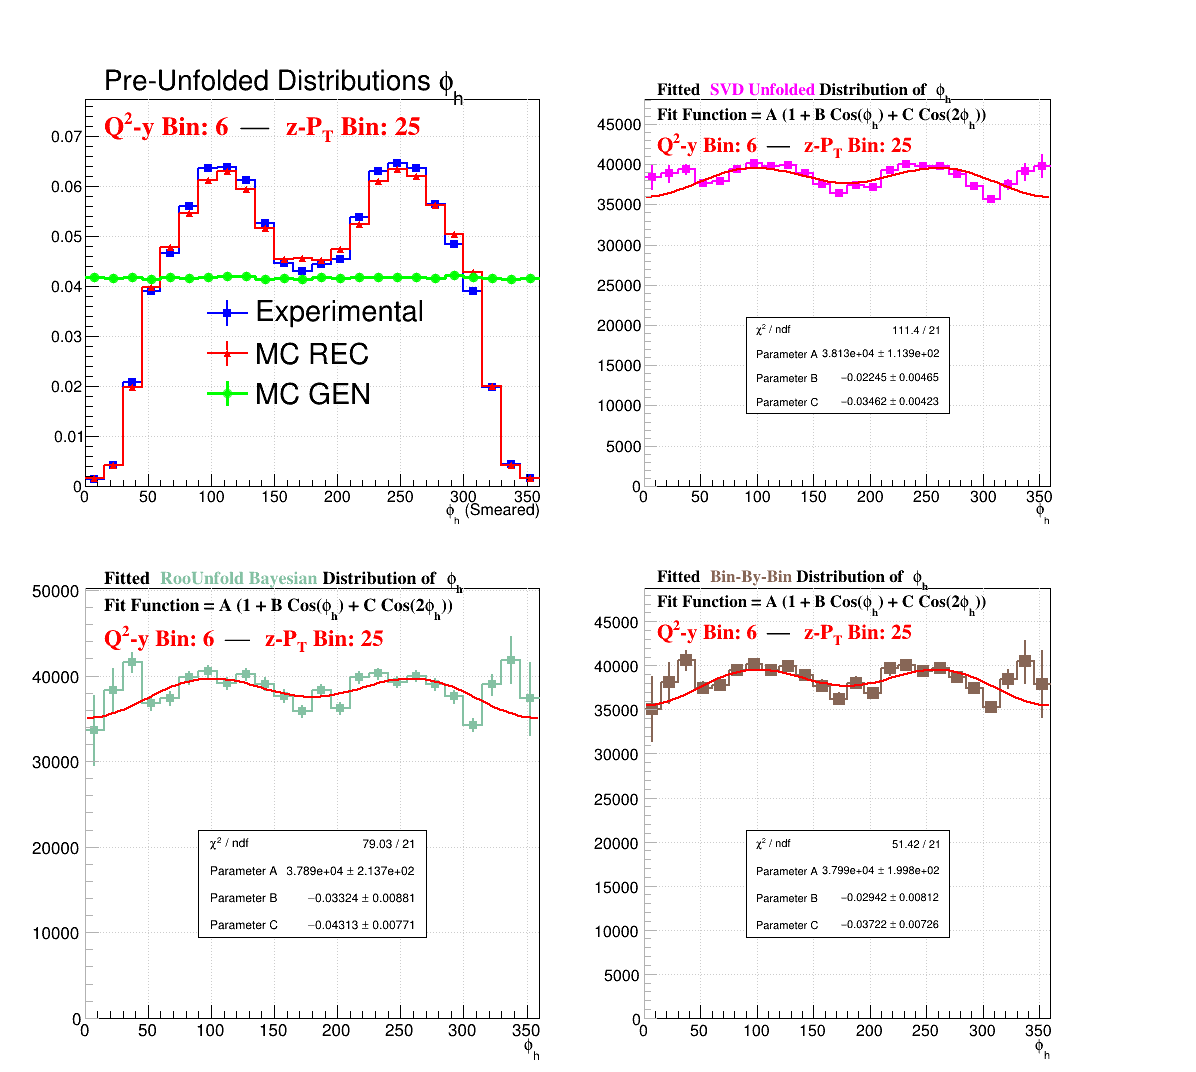 Pre-Unfolded Distributions ϕh
Q²-y Bin: 6 — z-PT Bin: 25
0.07
0.06
0.05
0.04
0.03
0.02
0.01
0
Experimental
MC REC
MC GEN
0 50 100 150 200 250 300 350
ϕh (Smeared)
Fitted SVD Unfolded Distribution of ϕh
Fit Function = A (1 + B Cos(ϕh) + C Cos(2ϕh))
Q²-y Bin: 6 — z-PT Bin: 25
45000
40000
35000
30000
25000
20000
15000
10000
5000
0
χ² / ndf 111.4 / 21
Parameter A 3.813e+04 ± 1.139e+02
Parameter B −0.02245 ± 0.00465
Parameter C −0.03462 ± 0.00423
0 50 100 150 200 250 300 350
ϕh
Fitted RooUnfold Bayesian Distribution of ϕh
Fit Function = A (1 + B Cos(ϕh) + C Cos(2ϕh))
Q²-y Bin: 6 — z-PT Bin: 25
50000
40000
30000
20000
10000
0
χ² / ndf 79.03 / 21
Parameter A 3.789e+04 ± 2.137e+02
Parameter B −0.03324 ± 0.00881
Parameter C −0.04313 ± 0.00771
0 50 100 150 200 250 300 350
ϕh
Fitted Bin-By-Bin Distribution of ϕh
Fit Function = A (1 + B Cos(ϕh) + C Cos(2ϕh))
Q²-y Bin: 6 — z-PT Bin: 25
45000
40000
35000
30000
25000
20000
15000
10000
5000
0
χ² / ndf 51.42 / 21
Parameter A 3.799e+04 ± 1.998e+02
Parameter B −0.02942 ± 0.00812
Parameter C −0.03722 ± 0.00726
0 50 100 150 200 250 300 350
ϕh